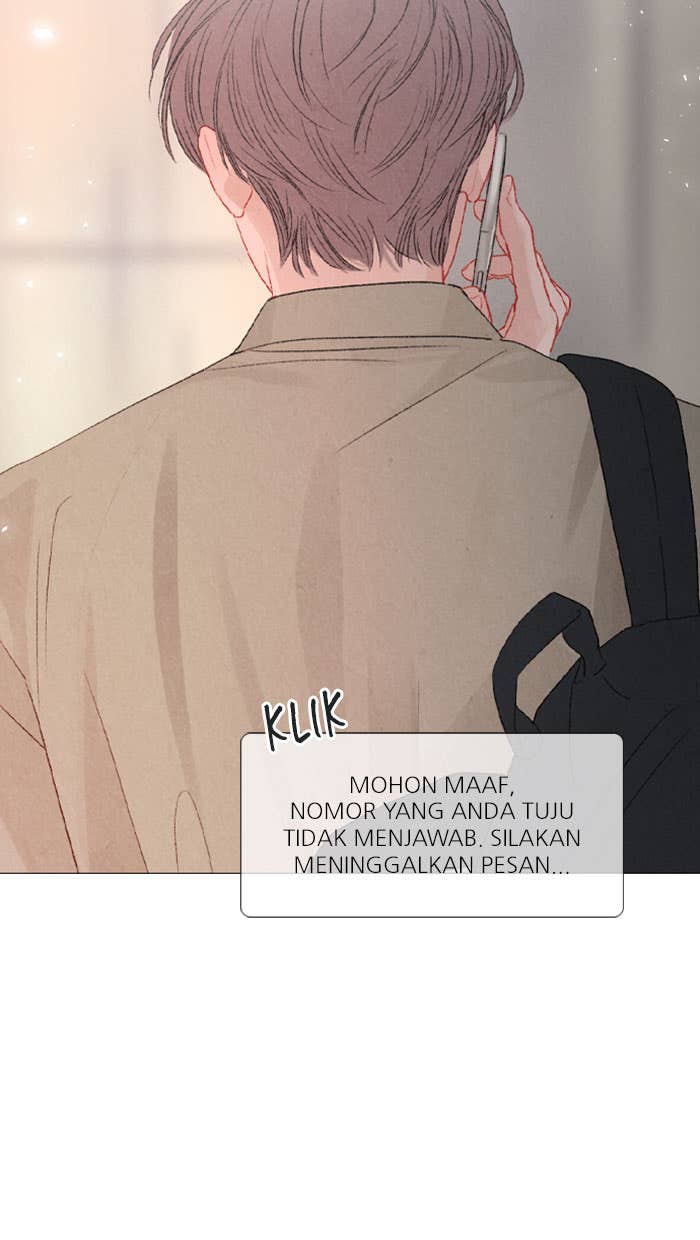 KLIK
MOHON MAAF,
NOMOR YANG ANDA TUJU
TIDAK MENJAWAB. SILAKAN
MENINGGALKAN PESAN...